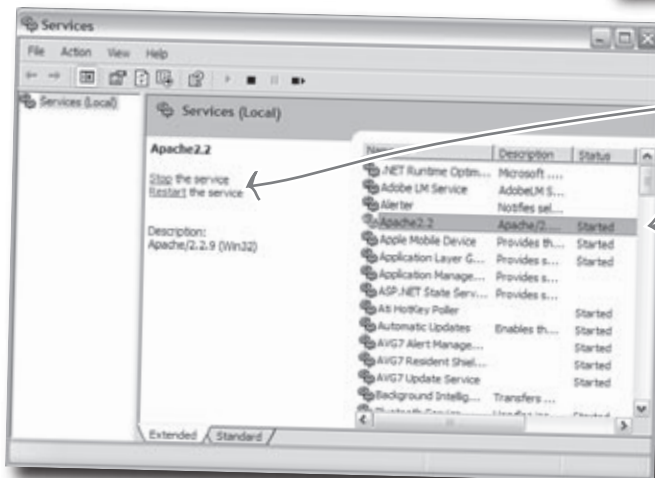 Services
File Action View Help
Services (Local)
Services (Local)
Apache2.2
Stop the service
Restart the service
Description:
Apache/2.2.9 (Win32)
Name Description Status
.NET Runtime Optim... Microsoft ....
Adobe LM Service AdobeLM S...
Alerter Notifies sel...
Apache2.2 Apache/2.... Started
Apple Mobile Device Provides th... Started
Application Layer G... Provides s... Started
Application Manage... Provides s...
ASP.NET State Serv... Provides s...
Ati HotKey Poller Started
Automatic Updates Enables th... Started
AVG7 Alert Manage... Started
AVG7 Resident Shiel... Started
AVG7 Update Service Started
Background Intellig... Transfers ...
Extended Standard